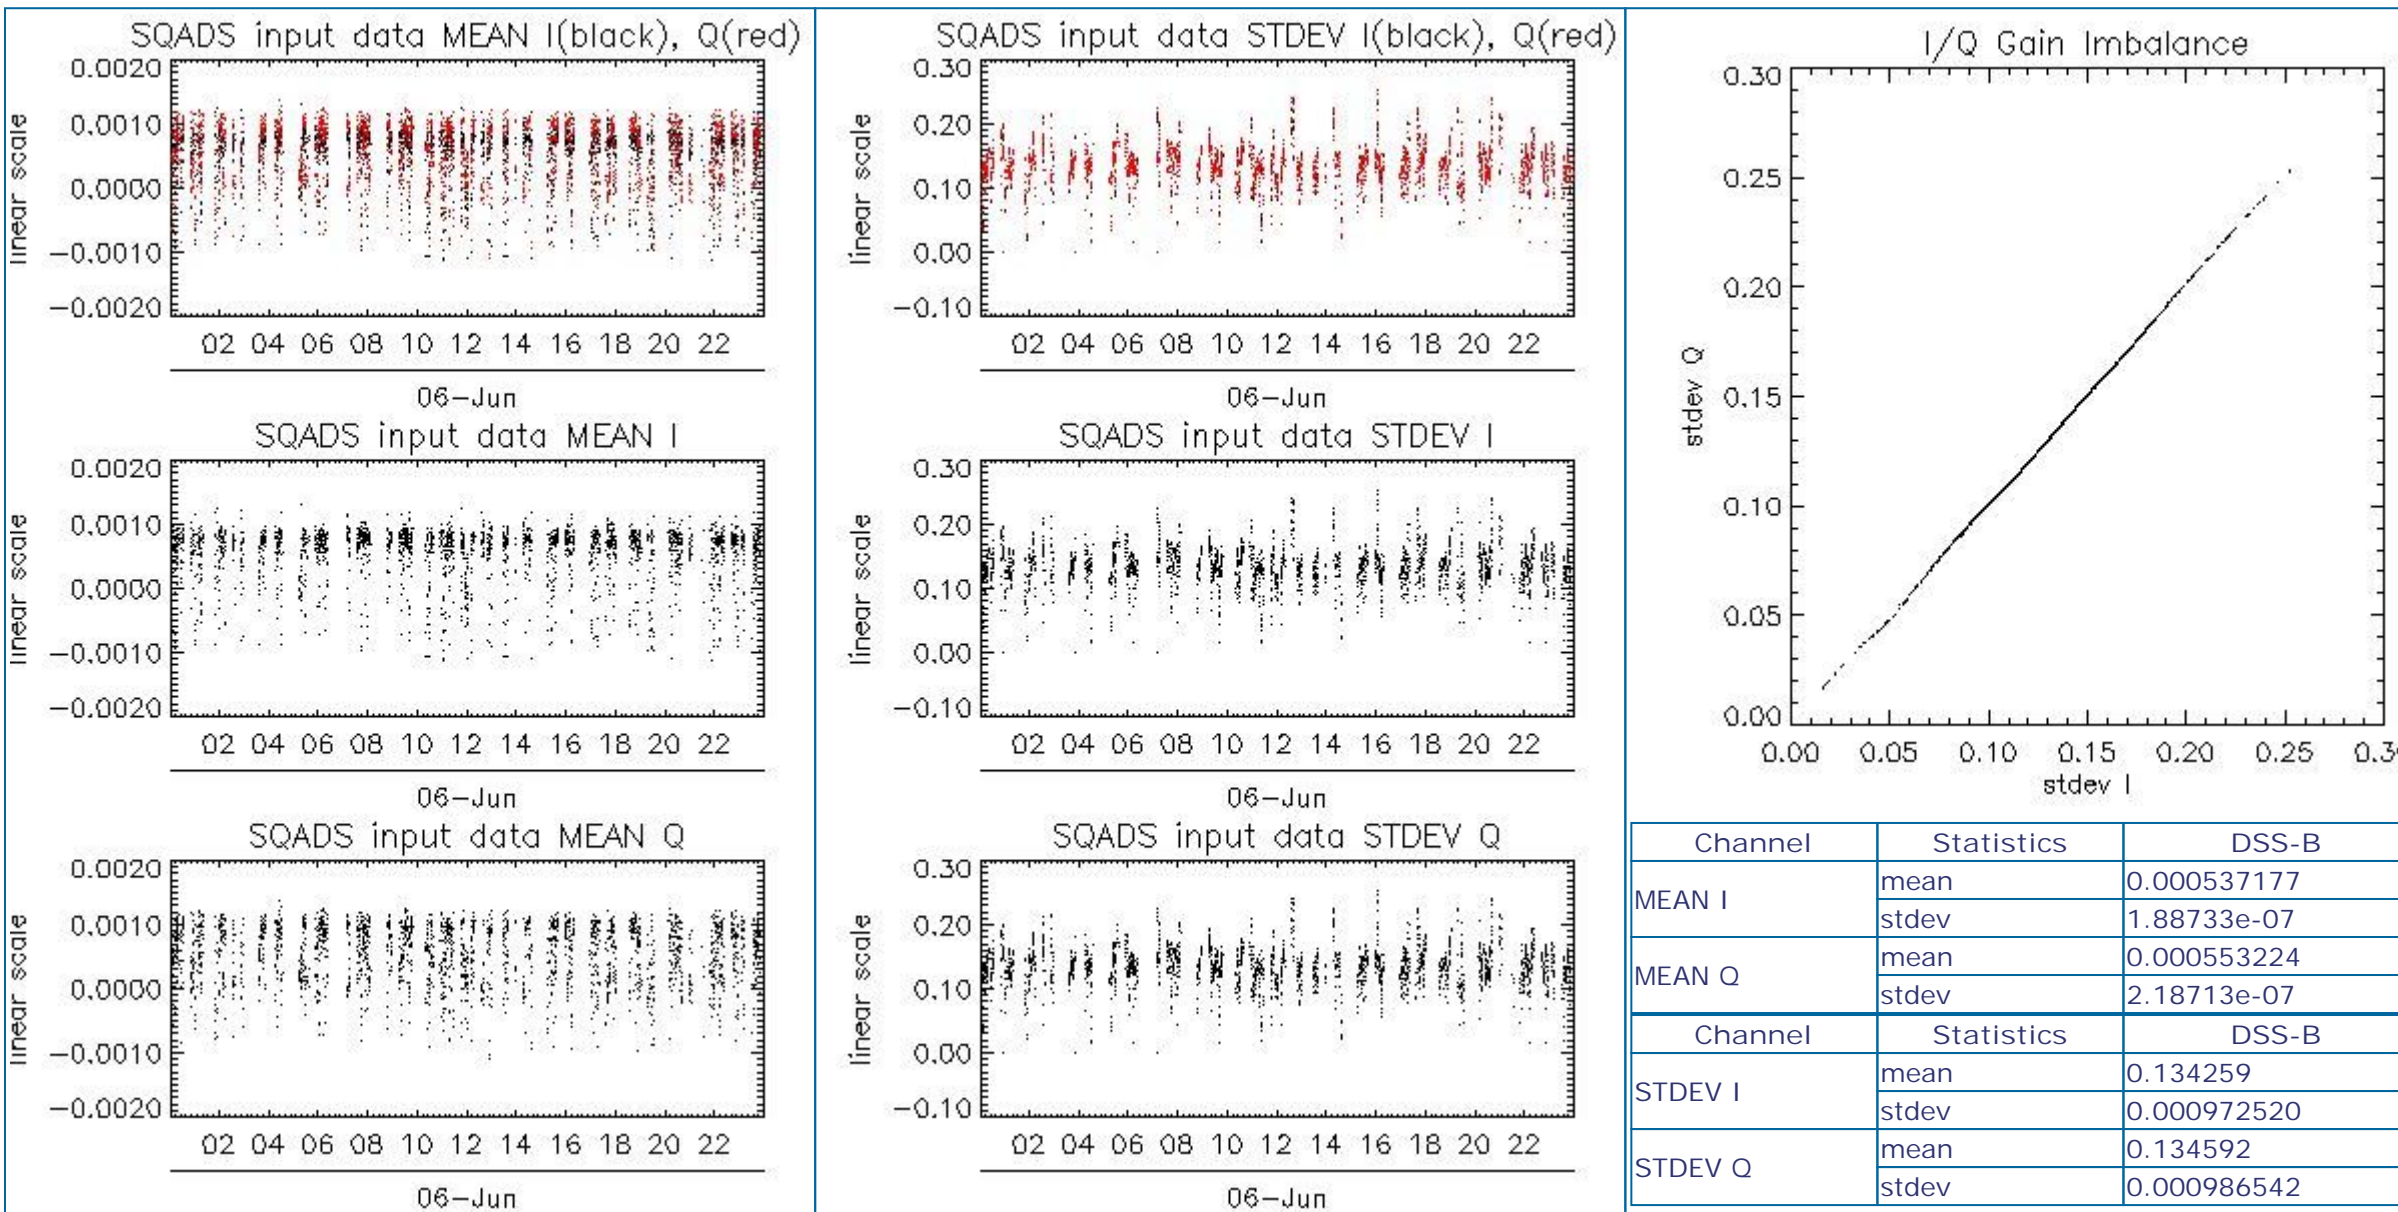 SQADS input data MEAN I(black), Q(red)
linear scale
0.0020
0.0010
0.0000
-0.0010
-0.0020
02 04 06 08 10 12 14 16 18 20 22
06-Jun
SQADS input data MEAN I
linear scale
0.0020
0.0010
0.0000
-0.0010
-0.0020
02 04 06 08 10 12 14 16 18 20 22
06-Jun
SQADS input data MEAN Q
linear scale
0.0020
0.0010
0.0000
-0.0010
-0.0020
02 04 06 08 10 12 14 16 18 20 22
06-Jun
SQADS input data STDEV I(black), Q(red)
linear scale
0.30
0.20
0.10
0.00
-0.10
02 04 06 08 10 12 14 16 18 20 22
06-Jun
SQADS input data STDEV I
linear scale
0.30
0.20
0.10
0.00
-0.10
02 04 06 08 10 12 14 16 18 20 22
06-Jun
SQADS input data STDEV Q
linear scale
0.30
0.20
0.10
0.00
-0.10
02 04 06 08 10 12 14 16 18 20 22
06-Jun
I/Q Gain Imbalance
stdev Q
0.30
0.25
0.20
0.15
0.10
0.05
0.00
0.00 0.05 0.10 0.15 0.20 0.25
stdev I
Channel Statistics DSS-B
MEAN I mean 0.000537177
stdev 1.88733e-07
MEAN Q mean 0.000553224
stdev 2.18713e-07
Channel Statistics DSS-B
STDEV I mean 0.134259
stdev 0.000972520
STDEV Q mean 0.134592
stdev 0.000986542